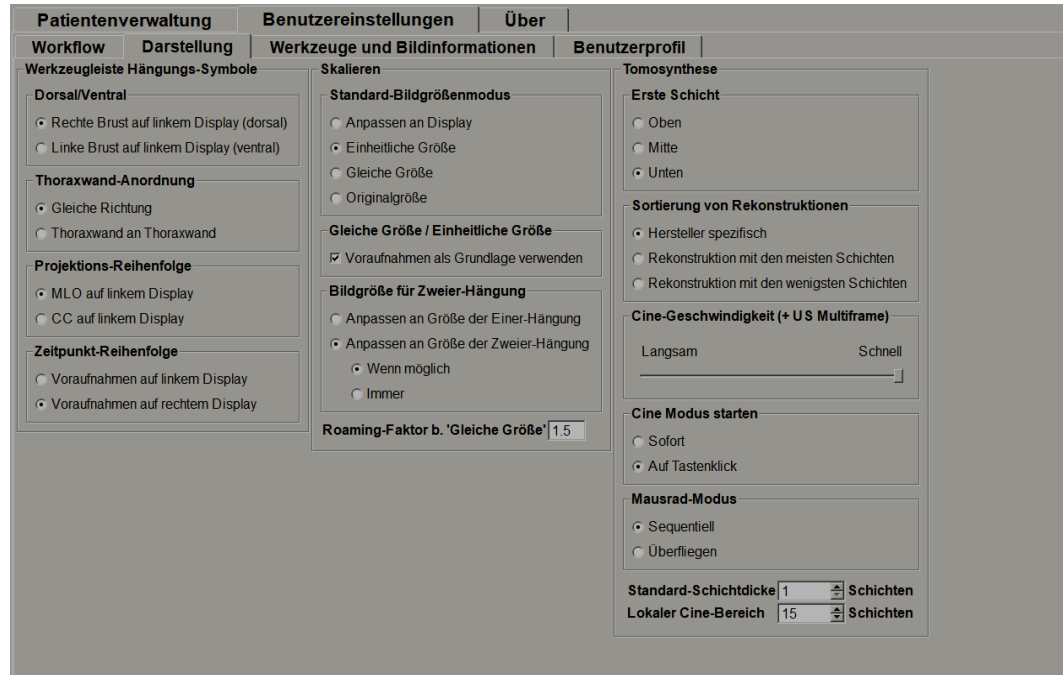 Patientenverwaltung Benutzereinstellungen Über
Workflow Darstellung Werkzeuge und Bildinformationen Benutzerprofil
Werkzeugleiste Hängungs-Symbole
Dorsal/Ventral
Rechte Brust auf linkem Display (dorsal)
Linke Brust auf linkem Display (ventral)
Thoraxwand-Anordnung
Gleiche Richtung
Thoraxwand an Thoraxwand
Projektions-Reihenfolge
MLO auf linkem Display
CC auf linkem Display
Zeitpunkt-Reihenfolge
Voraufnahmen auf linkem Display
Voraufnahmen auf rechtem Display
Skalieren
Standard-Bildgrößenmodus
Anpassen an Display
Einheitliche Größe
Gleiche Größe
Originalgröße
Gleiche Größe / Einheitliche Größe
Voraufnahmen als Grundlage verwenden
Bildgröße für Zweier-Hängung
Anpassen an Größe der Einer-Hängung
Anpassen an Größe der Zweier-Hängung
Wenn möglich
Immer
Roaming-Faktor b. 'Gleiche Größe' 1.5
Tomosynthese
Erste Schicht
Oben
Mitte
Unten
Sortierung von Rekonstruktionen
Hersteller spezifisch
Rekonstruktion mit den meisten Schichten
Rekonstruktion mit den wenigsten Schichten
Cine-Geschwindigkeit (+ US Multiframe)
Langsam Schnell
Cine Modus starten
Sofort
Auf Tastenklick
Mausrad-Modus
Sequentiell
Überfliegen
Standard-Schichtdicke 1 Schichten
Lokaler Cine-Bereich 15 Schichten